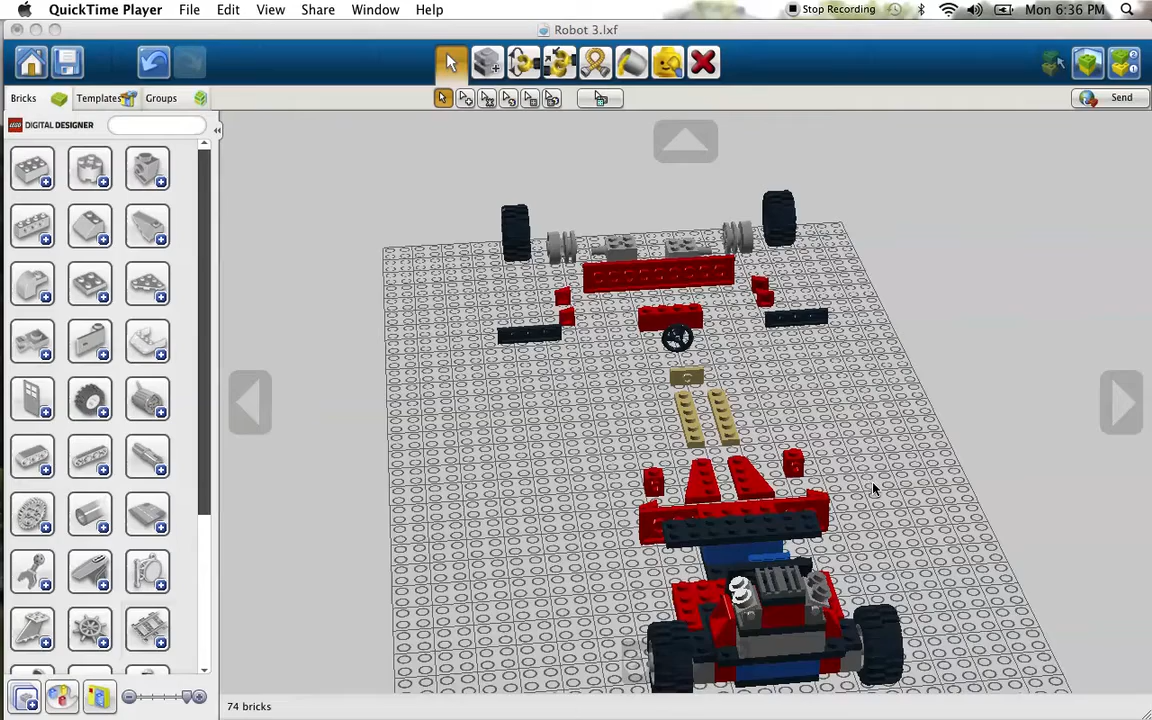 QuickTime Player File Edit View Share Window Help Stop Recording Mon 6:36 PM
Robot 3.lxf
Bricks Templates Groups Send
LEGO DIGITAL DESIGNER
74 bricks